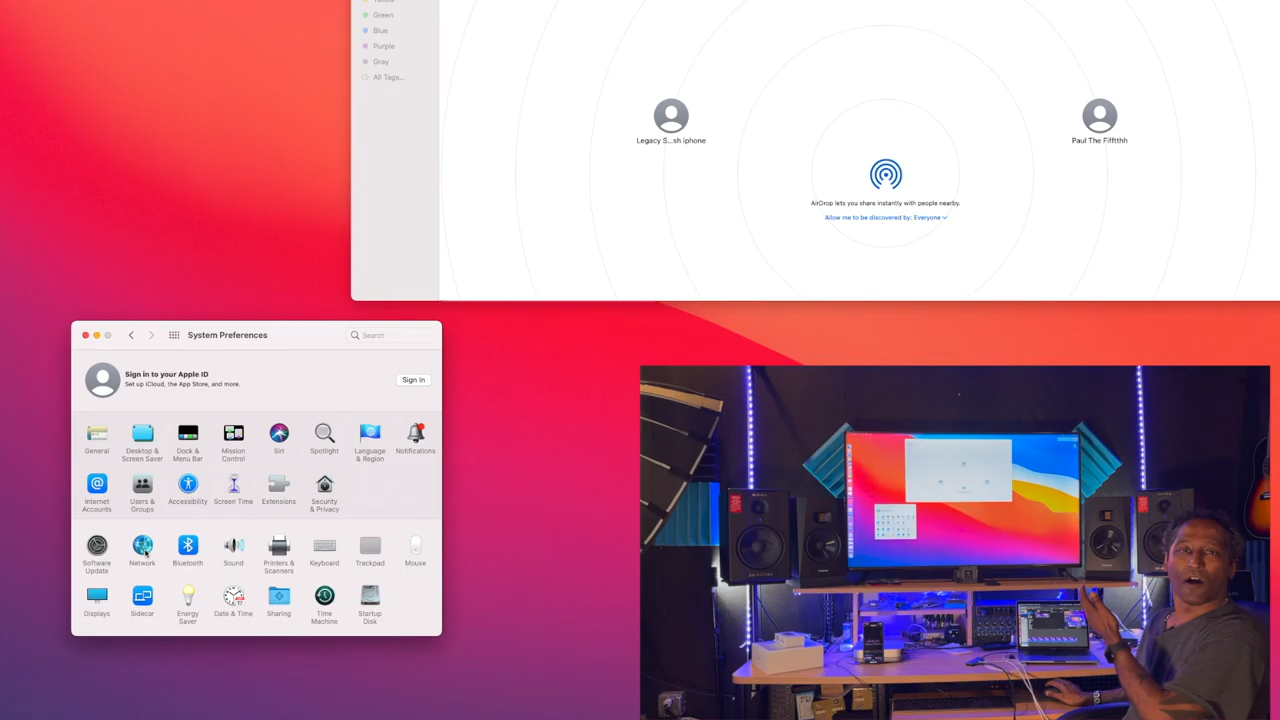 Green
Blue
Purple
Gray
All Tags...
Legacy S...sh iphone
Paul The Fiffthh
AirDrop lets you share instantly with people nearby.
Allow me to be discovered by: Everyone
System Preferences
Search
Sign in to your Apple ID
Set up iCloud, the App Store, and more.
Sign In
General
Desktop &
Screen Saver
Dock &
Menu Bar
Mission
Control
Siri
Spotlight
Language
& Region
Notifications
Internet
Accounts
Users &
Groups
Accessibility
Screen Time
Extensions
Security
& Privacy
Software
Update
Network
Bluetooth
Sound
Printers &
Scanners
Keyboard
Trackpad
Mouse
Displays
Sidecar
Energy
Saver
Date & Time
Sharing
Time
Machine
Startup
Disk